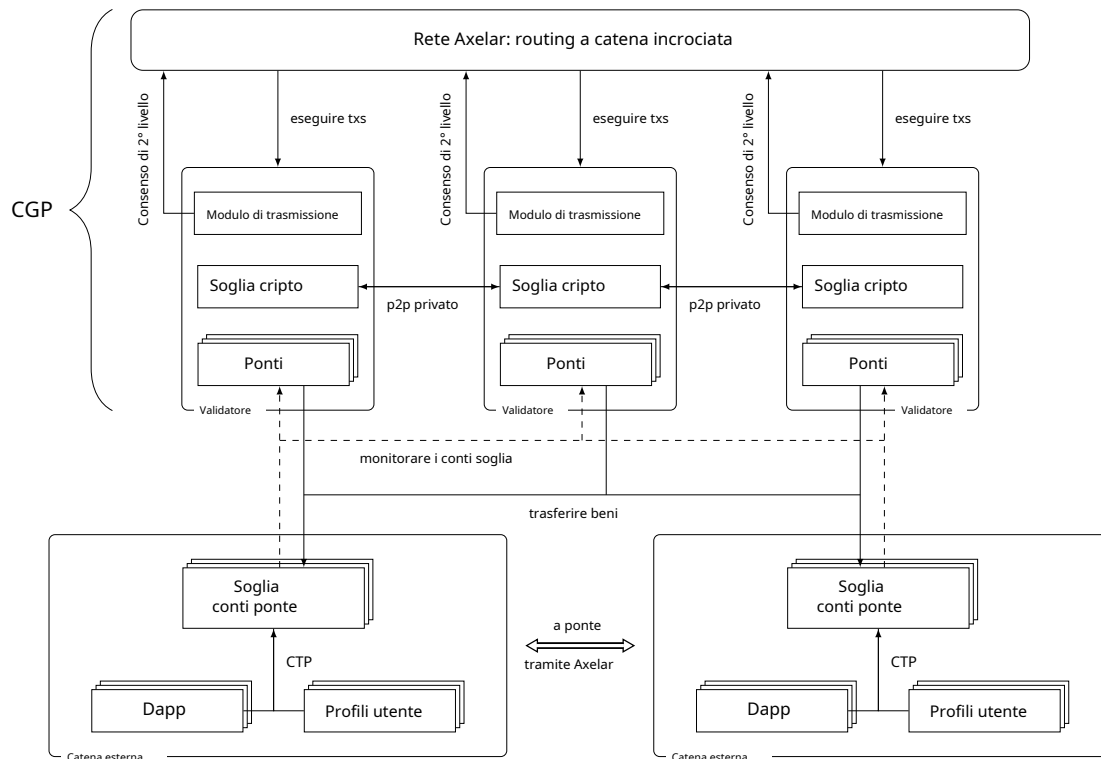 Rete Axelar: routing a catena incrociata
Consenso di 2° livello
eseguire txs
Consenso di 2° livello
eseguire txs
Consenso di 2° livello
eseguire txs
CGP
Modulo di trasmissione
Modulo di trasmissione
Modulo di trasmissione
Soglia cripto
p2p privato
Soglia cripto
p2p privato
Soglia cripto
Ponti
Ponti
Ponti
Validatore
Validatore
Validatore
monitorare i conti soglia
trasferire beni
Soglia
conti ponte
Soglia
conti ponte
a ponte
tramite Axelar
CTP
CTP
Dapp
Profili utente
Dapp
Profili utente
Catena esterna
Catena esterna